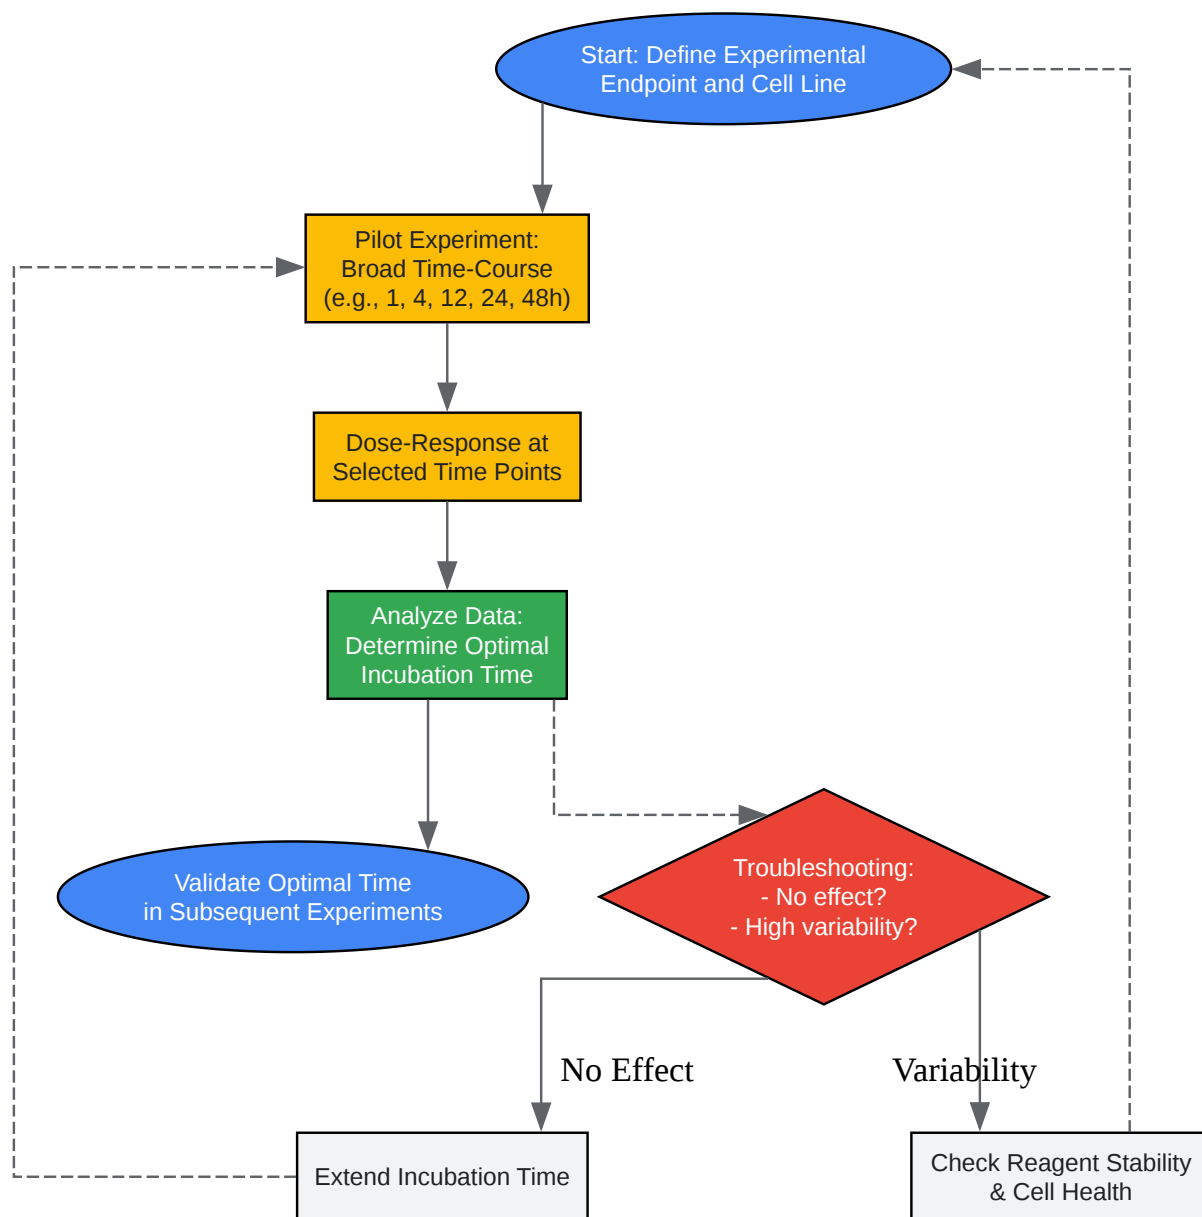 Start: Define Experimental
Endpoint and Cell Line
Pilot Experiment:
Broad Time-Course
(e.g., 1, 4, 12, 24, 48h)
Dose-Response at
Selected Time Points
Analyze Data:
Determine Optimal
Incubation Time
Validate Optimal Time
in Subsequent Experiments
Troubleshooting:
- No effect?
- High variability?
No Effect
Variability
Extend Incubation Time
Check Reagent Stability
& Cell Health